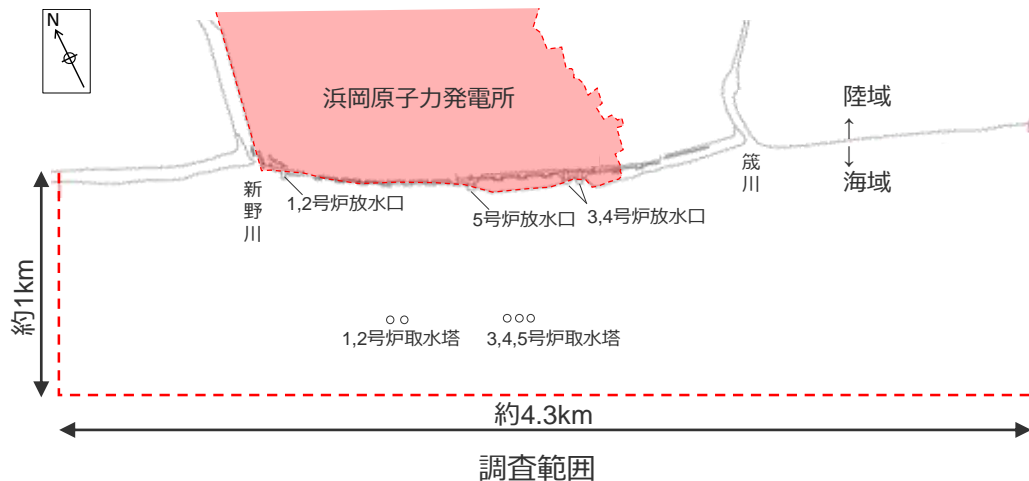 N
浜岡原子力発電所
陸域
↑
↓
海域
新野川
筬川
1,2号炉放水口
5号炉放水口
3,4号炉放水口
約1km
1,2号炉取水塔
3,4,5号炉取水塔
約4.3km
調査範囲